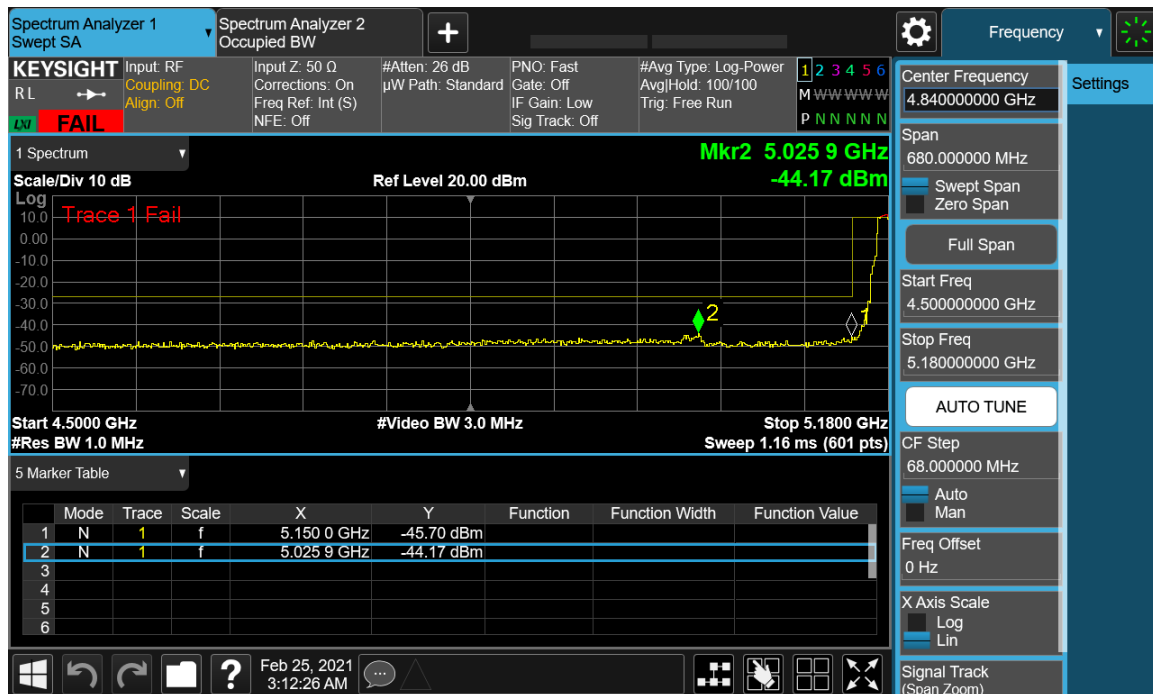 Spectrum Analyzer 1
Swept SA
Spectrum Analyzer 2
Occupied BW
Frequency
KEYSIGHT
R L
LXI
FAIL
Input: RF
Coupling: DC
Align: Off
Input Z: 50 Ω
Corrections: On
Freq Ref: Int (S)
NFE: Off
#Atten: 26 dB
µW Path: Standard
PNO: Fast
Gate: Off
IF Gain: Low
Sig Track: Off
#Avg Type: Log-Power
Avg|Hold: 100/100
Trig: Free Run
1 2 3 4 5 6
M W W W W W
P N N N N N
1 Spectrum
Mkr2 5.025 9 GHz
-44.17 dBm
Scale/Div 10 dB
Ref Level 20.00 dBm
Log
Trace 1 Fail
10.0
0.00
-10.0
-20.0
-30.0
-40.0
-50.0
-60.0
-70.0
2
1
Start 4.5000 GHz
#Video BW 3.0 MHz
Stop 5.1800 GHz
#Res BW 1.0 MHz
Sweep 1.16 ms (601 pts)
5 Marker Table
Mode Trace Scale X Y Function Function Width Function Value
1 N 1 f 5.150 0 GHz -45.70 dBm
2 N 1 f 5.025 9 GHz -44.17 dBm
3
4
5
6
Feb 25, 2021
3:12:26 AM
?
Center Frequency
4.840000000 GHz
Settings
Span
680.000000 MHz
Swept Span
Zero Span
Full Span
Start Freq
4.500000000 GHz
Stop Freq
5.180000000 GHz
AUTO TUNE
CF Step
68.000000 MHz
Auto
Man
Freq Offset
0 Hz
X Axis Scale
Log
Lin
Signal Track
(Span Zoom)